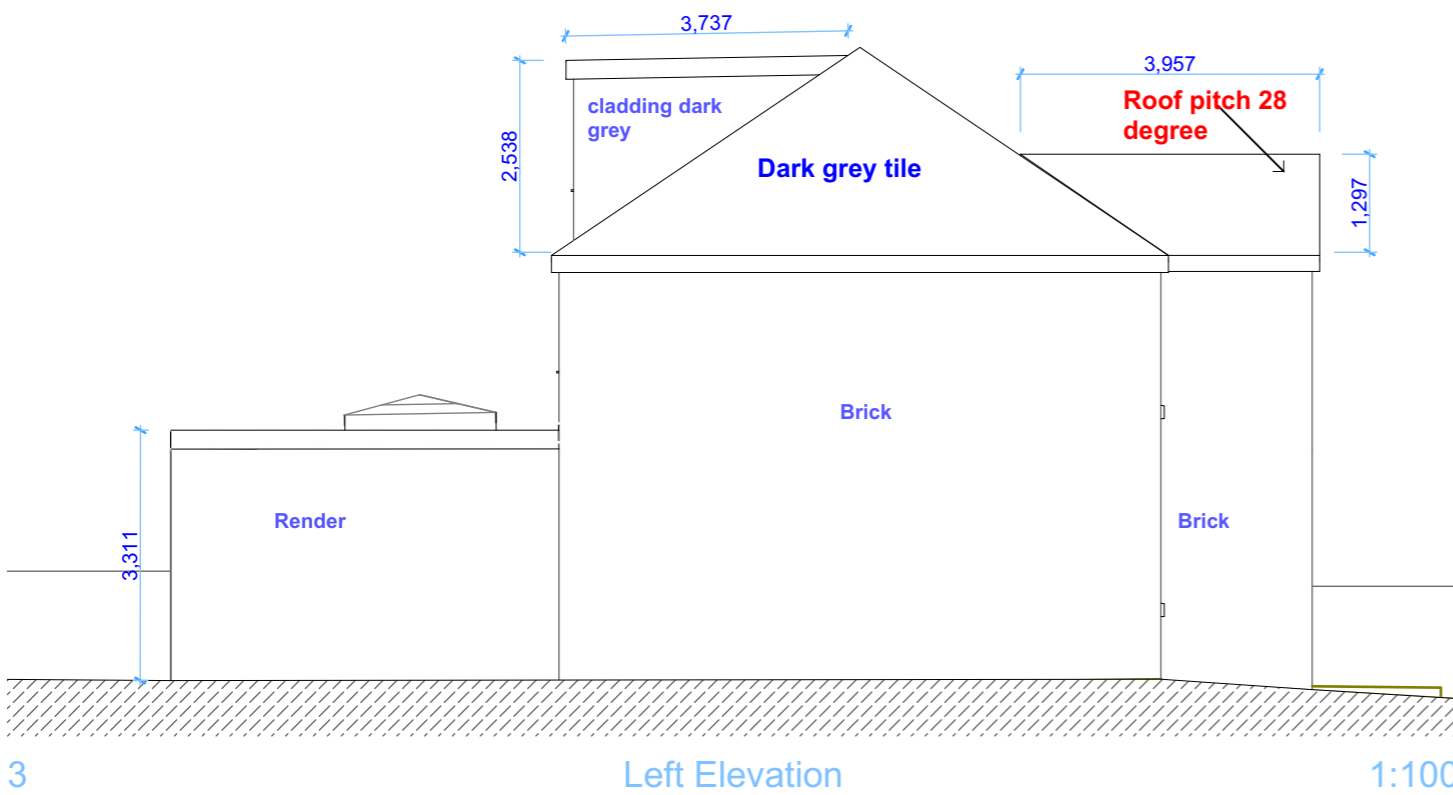 3,737
3,957
cladding dark
grey
Roof pitch 28
degree
2,538
Dark grey tile
1,297
Brick
Render
Brick
3,311
3
Left Elevation
1:100